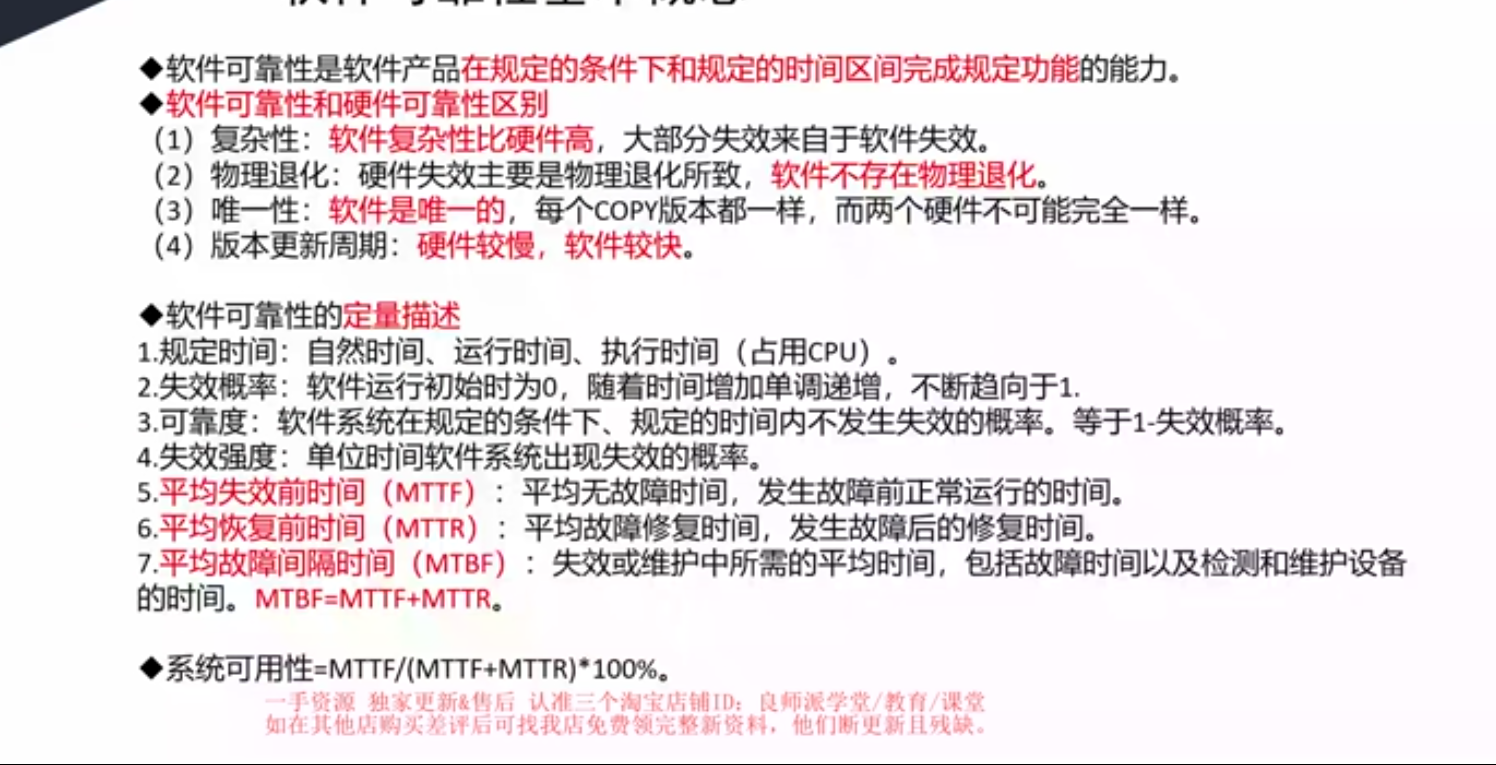 ◆软件可靠性是软件产品在规定的条件下和规定的时间区间完成规定功能的能力。
◆软件可靠性和硬件可靠性区别
（1）复杂性：软件复杂性比硬件高，大部分失效来自于软件失效。
（2）物理退化：硬件失效主要是物理退化所致，软件不存在物理退化。
（3）唯一性：软件是唯一的，每个COPY版本都一样，而两个硬件不可能完全一样。
（4）版本更新周期：硬件较慢，软件较快。
◆软件可靠性的定量描述
1.规定时间：自然时间、运行时间、执行时间（占用CPU）。
2.失效概率：软件运行初始时为0，随着时间增加单调递增，不断趋向于1.
3.可靠度：软件系统在规定的条件下、规定的时间内不发生失效的概率。等于1-失效概率。
4.失效强度：单位时间软件系统出现失效的概率。
5.平均失效前时间（MTTF）：平均无故障时间，发生故障前正常运行的时间。
6.平均恢复前时间（MTTR）：平均故障修复时间，发生故障后的修复时间。
7.平均故障间隔时间（MTBF）：失效或维护中所需的平均时间，包括故障时间以及检测和维护设备
的时间。MTBF=MTTF+MTTR。
◆系统可用性=MTTF/(MTTF+MTTR)*100%。
一手资源 独家更新&售后 认准三个淘宝店铺ID：良师派学堂/教育/课堂
如在其他店购买差评后可找我店免费领完整新资料，他们断更新且残缺。